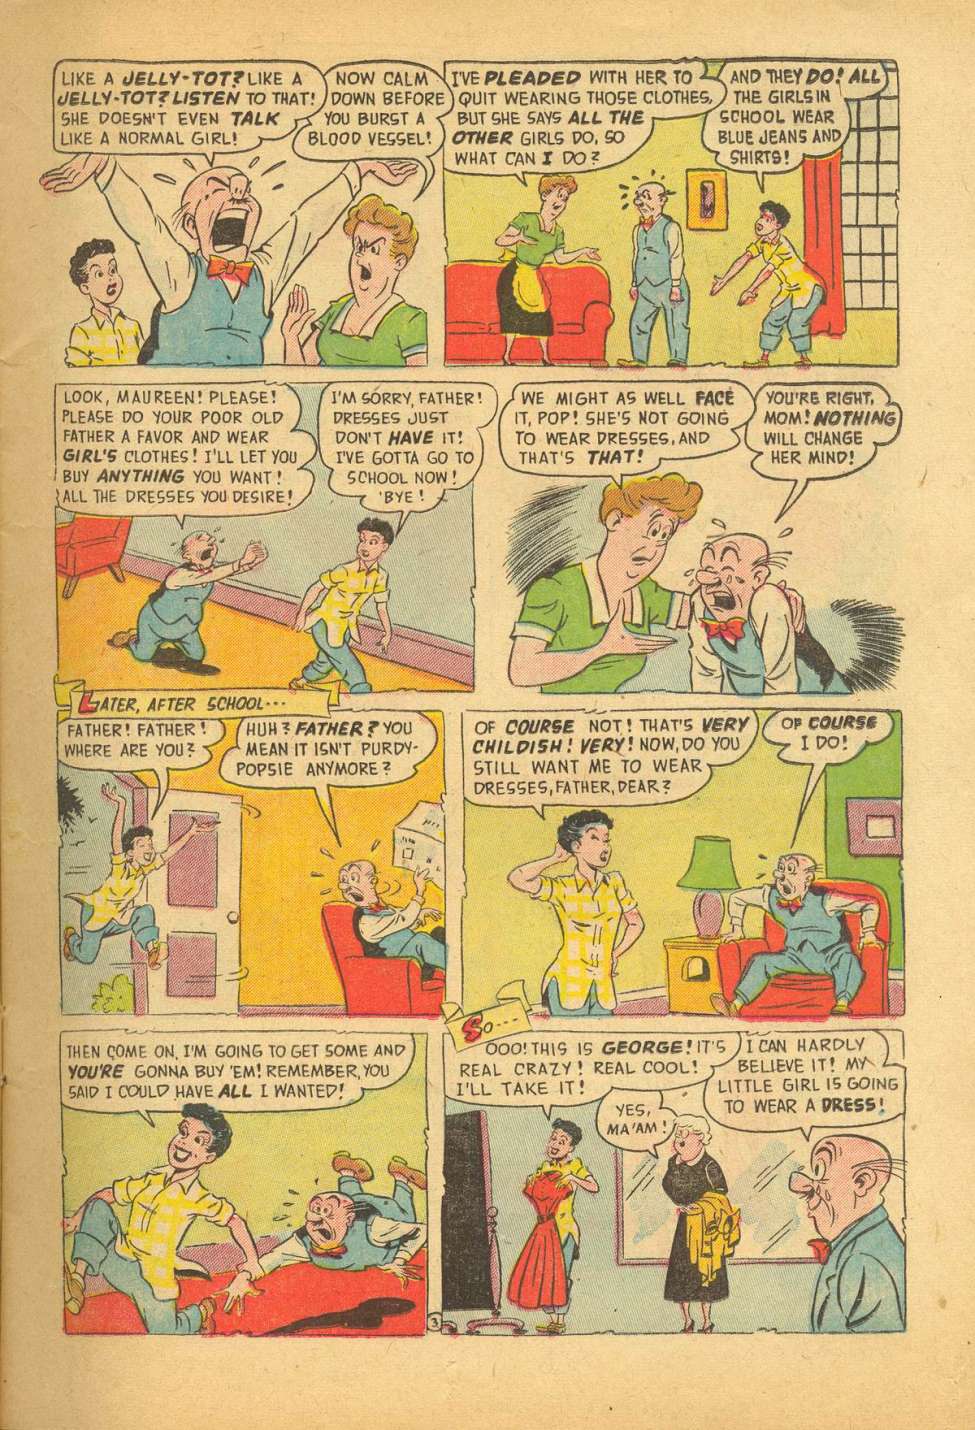 LIKE A JELLY-TOT? LIKE A
JELLY-TOT? LISTEN TO THAT!
SHE DOESN'T EVEN TALK
LIKE A NORMAL GIRL!
NOW CALM
DOWN BEFORE
YOU BURST A
BLOOD VESSEL!
I'VE PLEADED WITH HER TO
QUIT WEARING THOSE CLOTHES,
BUT SHE SAYS ALL THE
OTHER GIRLS DO, SO
WHAT CAN I DO?
AND THEY DO! ALL
THE GIRLS IN
SCHOOL WEAR
BLUE JEANS AND
SHIRTS!
LOOK, MAUREEN! PLEASE!
PLEASE DO YOUR POOR OLD
FATHER A FAVOR AND WEAR
GIRL'S CLOTHES! I'LL LET YOU
BUY ANYTHING YOU WANT!
ALL THE DRESSES YOU DESIRE!
I'M SORRY, FATHER!
DRESSES JUST
DON'T HAVE IT!
I'VE GOTTA GO TO
SCHOOL NOW!
'BYE!
WE MIGHT AS WELL FACE
IT, POP! SHE'S NOT GOING
TO WEAR DRESSES, AND
THAT'S THAT!
YOU'RE RIGHT,
MOM! NOTHING
WILL CHANGE
HER MIND!
LATER, AFTER SCHOOL...
FATHER! FATHER!
WHERE ARE YOU?
HUH? FATHER? YOU
MEAN IT ISN'T PURDY-
POPSIE ANYMORE?
OF COURSE NOT! THAT'S VERY
CHILDISH! VERY! NOW, DO YOU
STILL WANT ME TO WEAR
DRESSES, FATHER, DEAR?
OF COURSE
I DO!
THEN COME ON, I'M GOING TO GET SOME AND
YOU'RE GONNA BUY 'EM! REMEMBER, YOU
SAID I COULD HAVE ALL I WANTED!
SO---
OOO! THIS IS GEORGE! IT'S
REAL CRAZY! REAL COOL!
I'LL TAKE IT!
YES,
MA'AM!
I CAN HARDLY
BELIEVE IT! MY
LITTLE GIRL IS GOING
TO WEAR A DRESS!
3